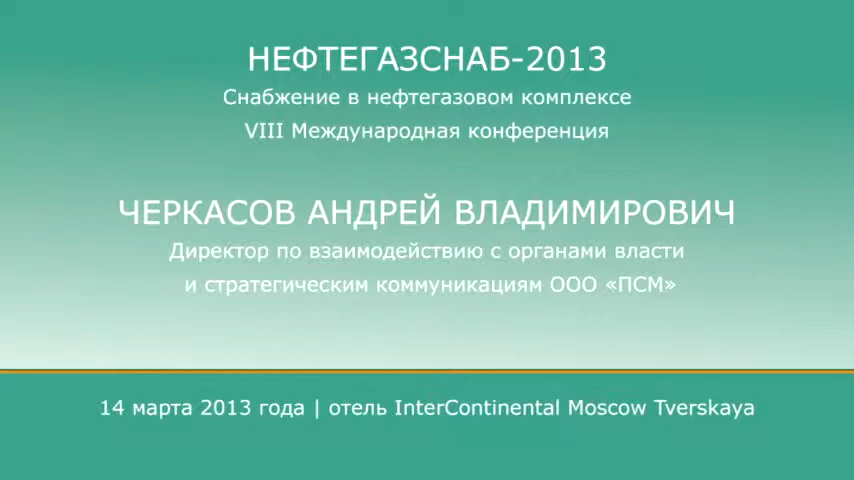 НЕФТЕГАЗСНАБ-2013
Снабжение в нефтегазовом комплексе
VIII Международная конференция
ЧЕРКАСОВ АНДРЕЙ ВЛАДИМИРОВИЧ
Директор по взаимодействию с органами власти
и стратегическим коммуникациям ООО «ПСМ»
14 марта 2013 года | отель InterContinental Moscow Tverskaya